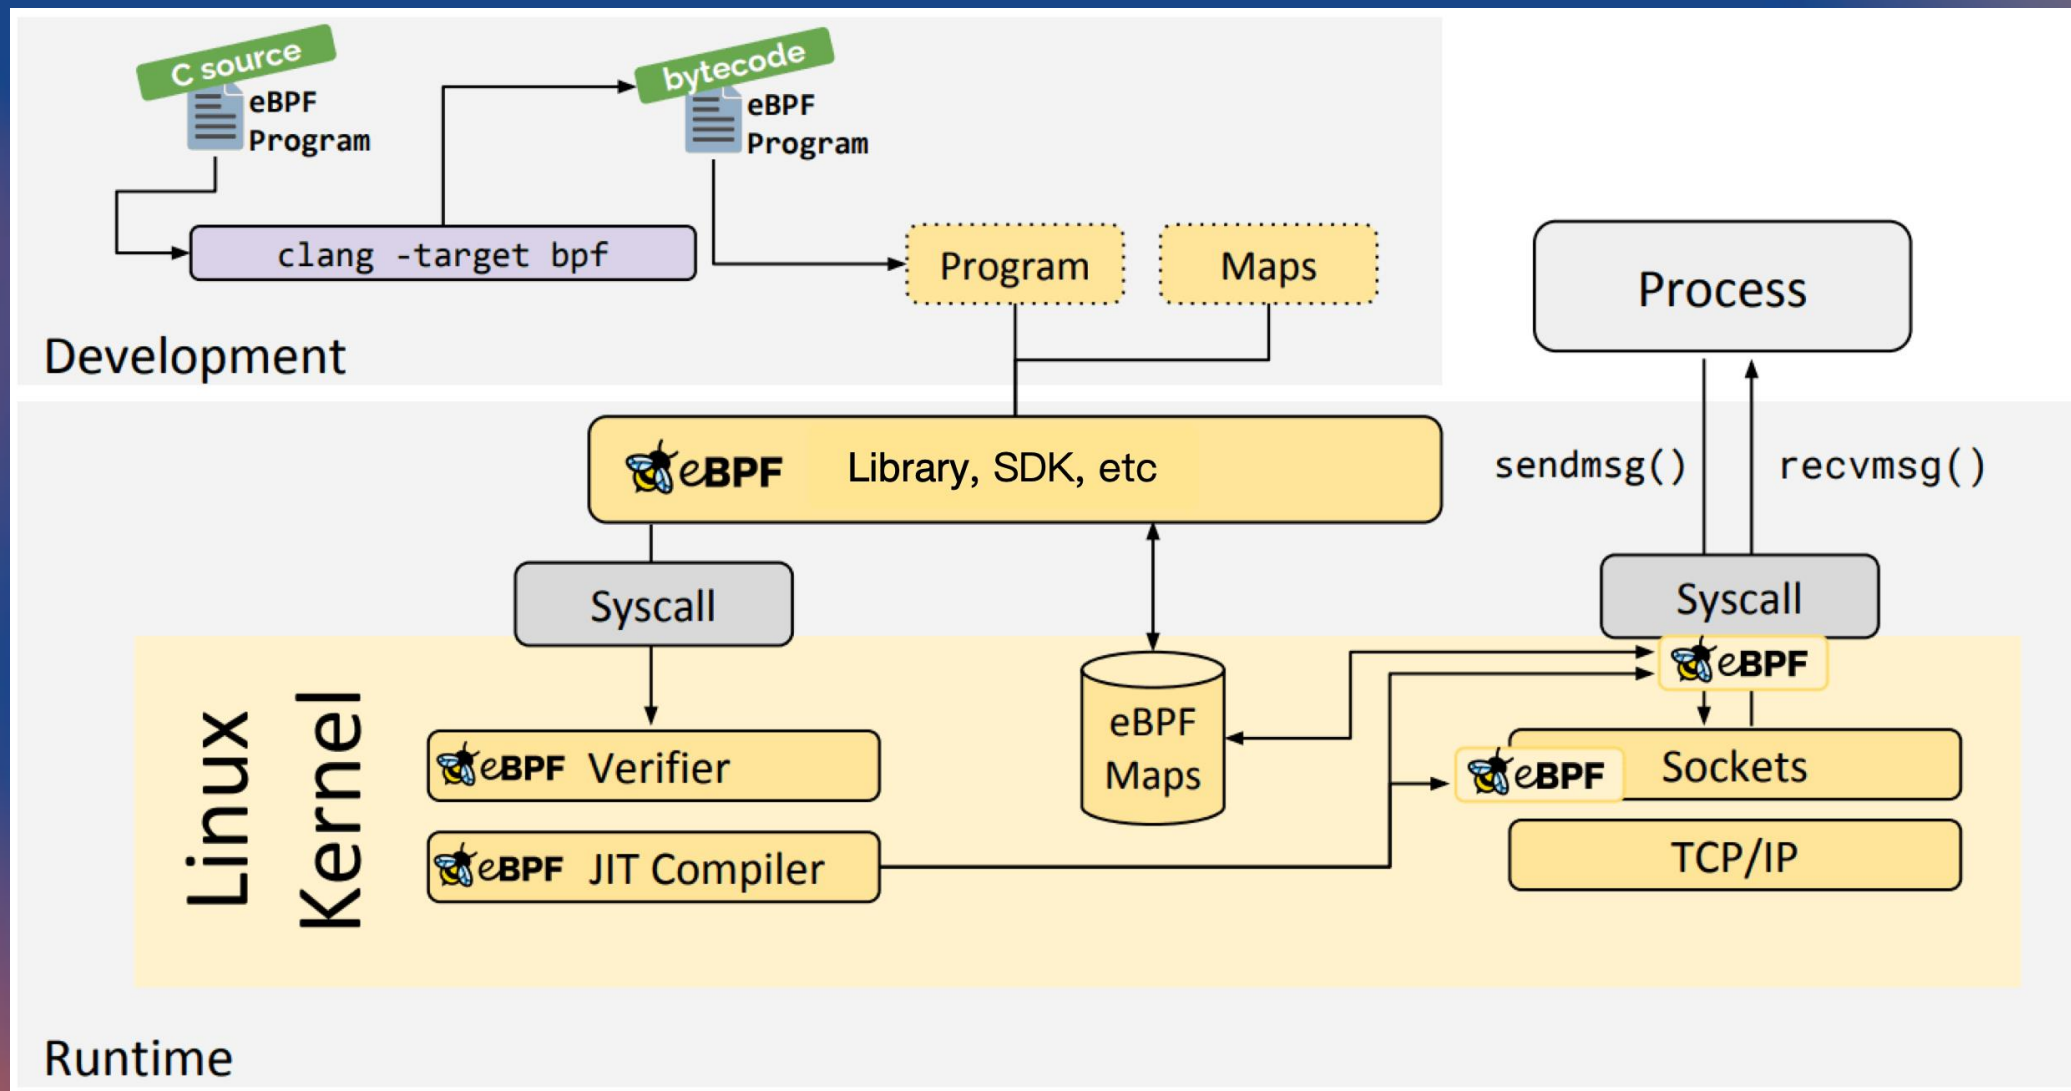 C source
eBPF
Program
bytecode
eBPF
Program
clang -target bpf
Program
Maps
Development
Process
eBPF Library, SDK, etc
sendmsg()
recvmsg()
Syscall
Syscall
eBPF
Linux
Kernel
eBPF Verifier
eBPF
Maps
eBPF Sockets
eBPF JIT Compiler
TCP/IP
Runtime